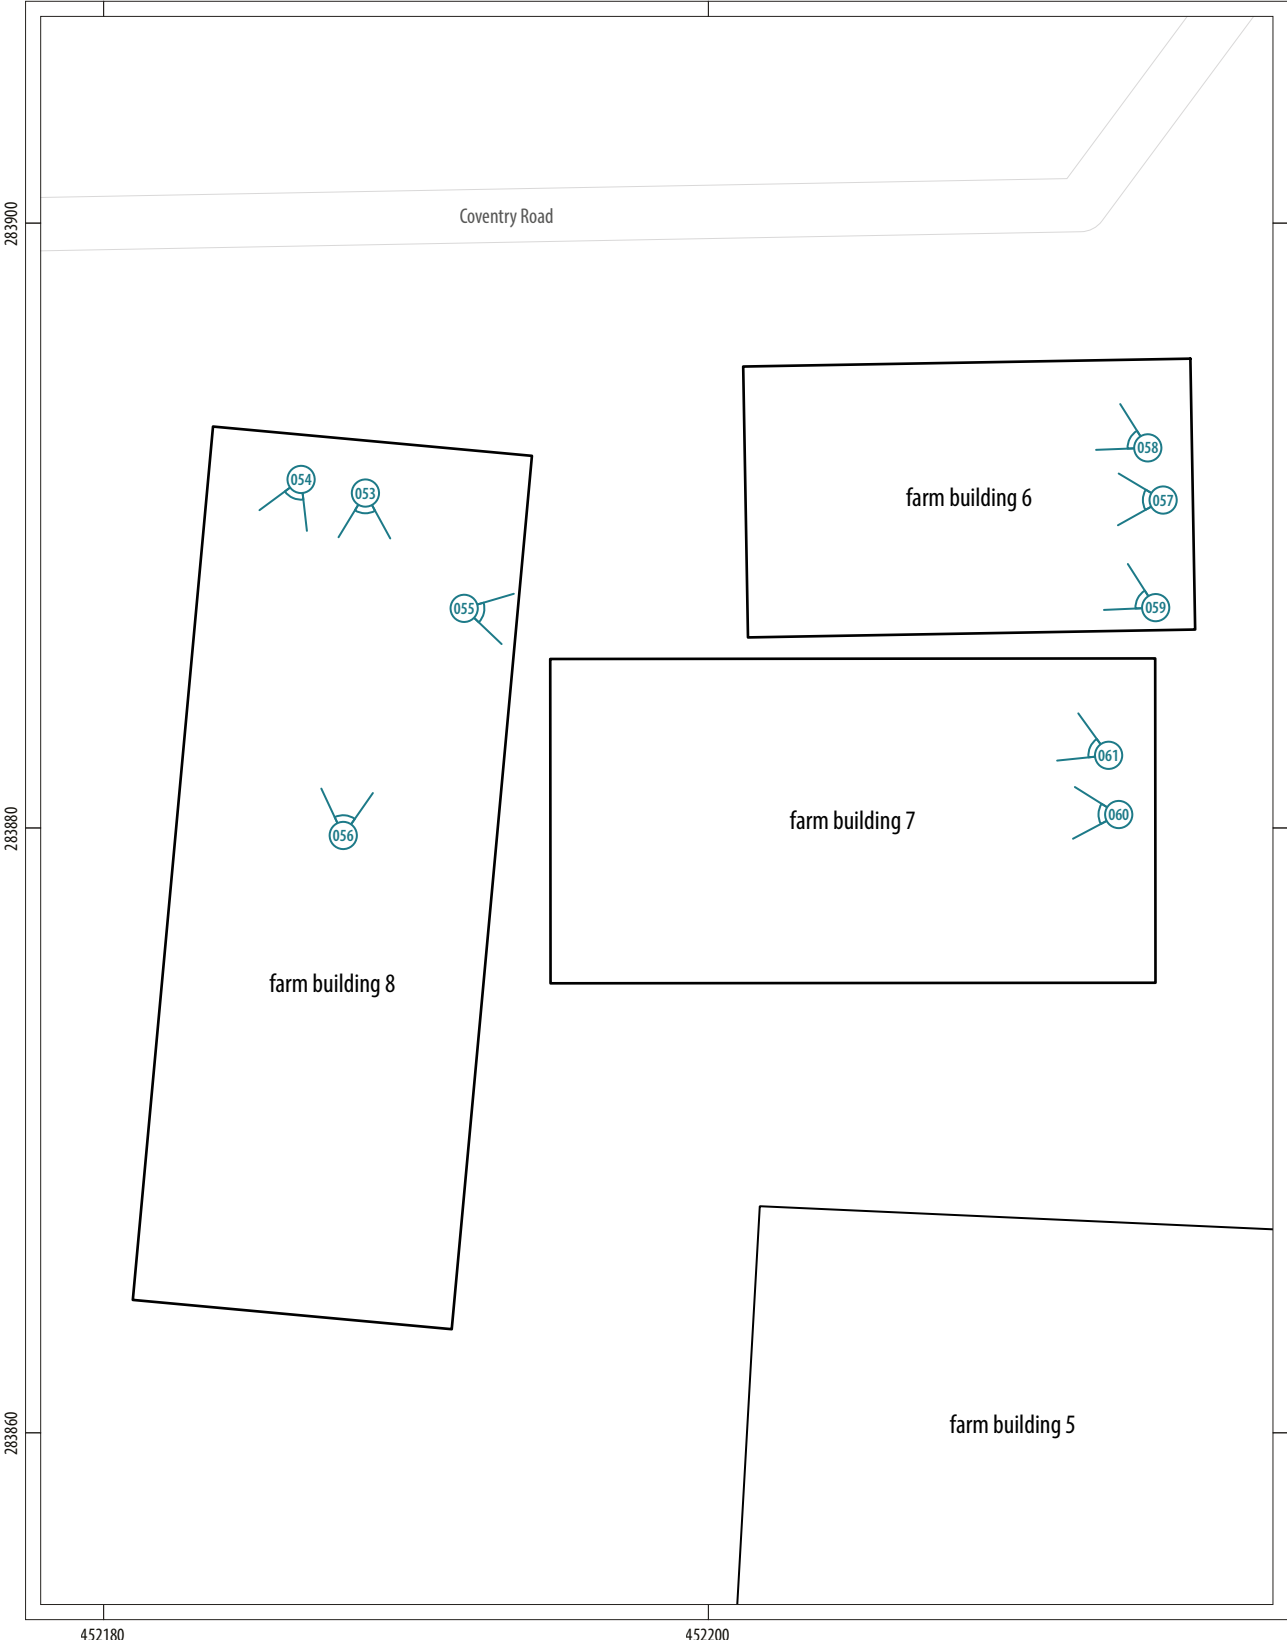 283900
Coventry Road
058
054
053
farm building 6
057
055
059
061
283880
farm building 7
060
056
farm building 8
283860
farm building 5
452180
452200